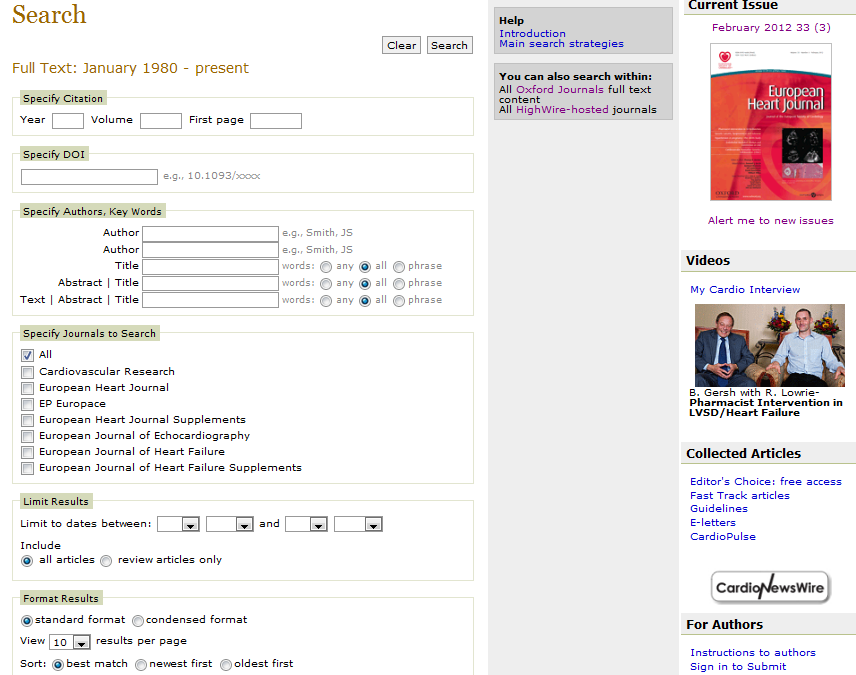 Search
Clear Search
Full Text: January 1980 - present
Specify Citation
Year Volume First page
Specify DOI
e.g., 10.1093/xxxx
Specify Authors, Key Words
Author e.g., Smith, JS
Author e.g., Smith, JS
Title words: any all phrase
Abstract | Title words: any all phrase
Text | Abstract | Title words: any all phrase
Specify Journals to Search
All
Cardiovascular Research
European Heart Journal
EP Europace
European Heart Journal Supplements
European Journal of Echocardiography
European Journal of Heart Failure
European Journal of Heart Failure Supplements
Limit Results
Limit to dates between: and
Include
all articles review articles only
Format Results
standard format condensed format
View 10 results per page
Sort: best match newest first oldest first
Help
Introduction
Main search strategies
You can also search within:
All Oxford Journals full text
content
All HighWire-hosted journals
Current Issue
February 2012 33 (3)
European
Heart Journal
Alert me to new issues
Videos
My Cardio Interview
B. Gersh with R. Lowrie-
Pharmacist Intervention in
LVSD/Heart Failure
Collected Articles
Editor's Choice: free access
Fast Track articles
Guidelines
E-letters
CardioPulse
CardioNewsWire
For Authors
Instructions to authors
Sign in to Submit